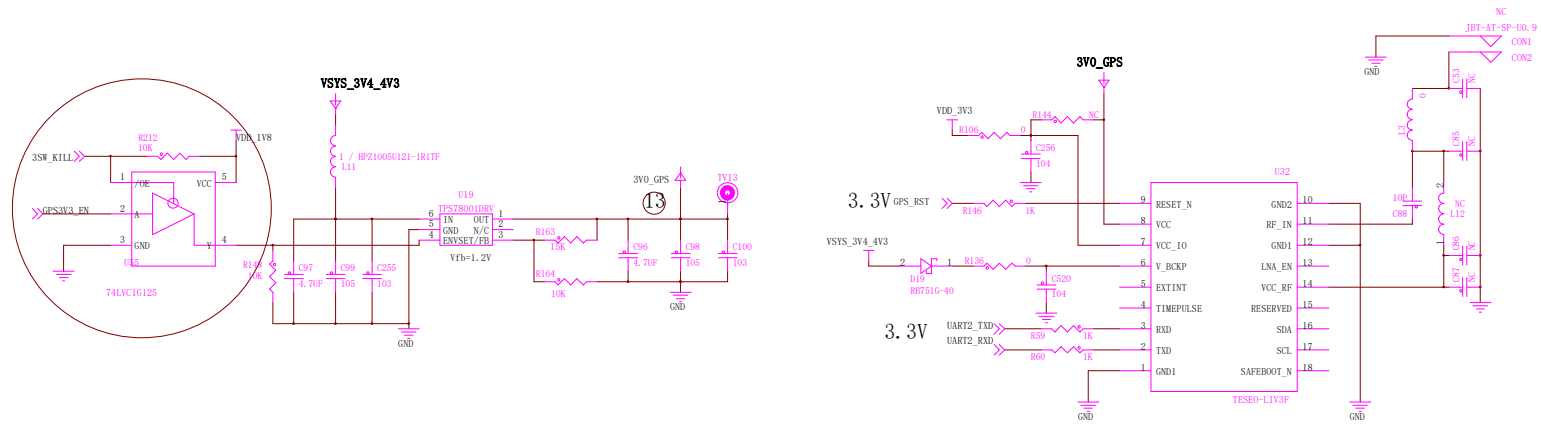 VSYS_3V4_4V3
R212
10K
VDD_1V8
3SW_KILL
1
/OE
VCC
5
GPS3V3_EN
2
A
3
GND
Y
4
U55
74LVC1G125
1 / HPZ1005U121-1R1TF
L11
R148
10K
C97
4.7UF
C99
105
C255
103
GND
U19
TPS78001DRV
6
IN
OUT
1
5
GND
N/C
2
4
ENVSET/FB
3
Vfb=1.2V
R163
15K
R164
10K
3V0_GPS
13
TV13
1
C96
4.7UF
C98
105
C100
103
GND
3V0_GPS
VDD_3V3
R144
NC
R106
0
C256
104
3.3V
GPS_RST
R146
1K
VSYS_3V4_4V3
2
1
D19
RB751G-40
R136
0
C520
104
3.3V
UART2_TXD
UART2_RXD
R59
1K
R60
1K
GND
U32
9
RESET_N
8
VCC
7
VCC_IO
6
V_BCKP
5
EXTINT
4
TIMEPULSE
3
RXD
2
TXD
1
GND1
GND2
10
RF_IN
11
GND1
12
LNA_EN
13
VCC_RF
14
RESERVED
15
SDA
16
SCL
17
SAFEBOOT_N
18
TESEO-LIV3F
GND
NC
JBT-AT-SP-U0.9
CON1
CON2
GND
L3
0
C53
NC
C85
NC
10P
C88
2
NC
L12
1
C86
NC
C87
NC